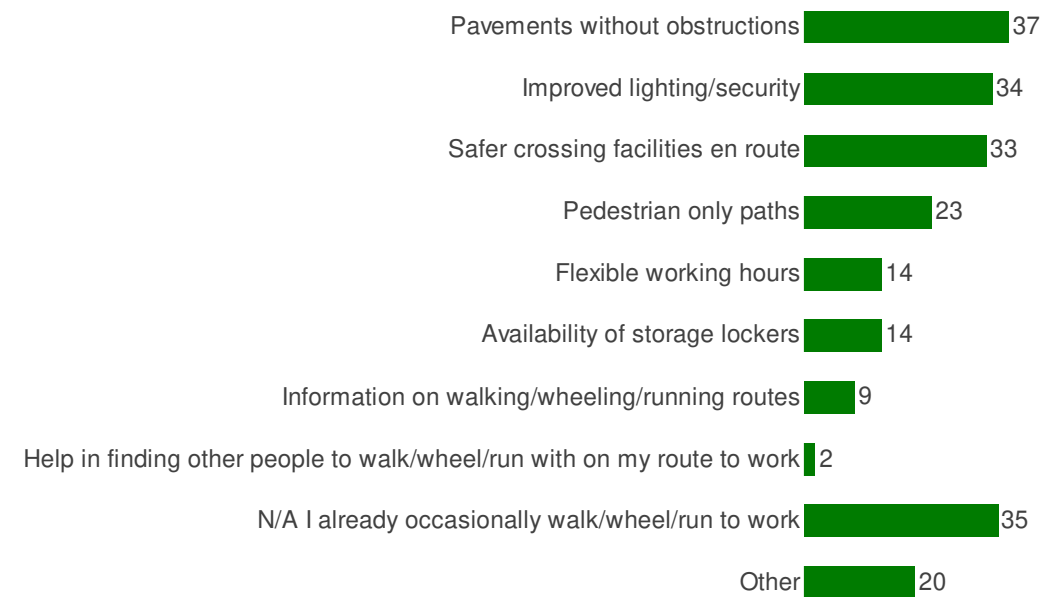 Pavements without obstructions 37
Improved lighting/security 34
Safer crossing facilities en route 33
Pedestrian only paths 23
Flexible working hours 14
Availability of storage lockers 14
Information on walking/wheeling/running routes 9
Help in finding other people to walk/wheel/run with on my route to work 2
N/A I already occasionally walk/wheel/run to work 35
Other 20